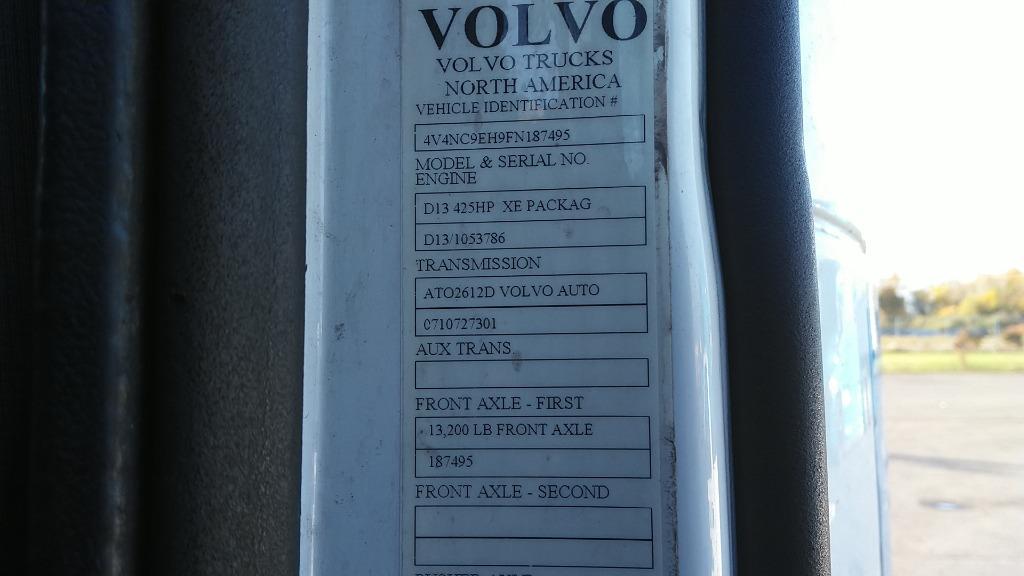 VOLVO
VOLVO TRUCKS
NORTH AMERICA
VEHICLE IDENTIFICATION #
4V4NC9EH9FN187495
MODEL & SERIAL NO.
ENGINE
D13 425HP XE PACKAG
D13/1053786
TRANSMISSION
ATO2612D VOLVO AUTO
0710727301
AUX TRANS
FRONT AXLE - FIRST
13,200 LB FRONT AXLE
187495
FRONT AXLE - SECOND